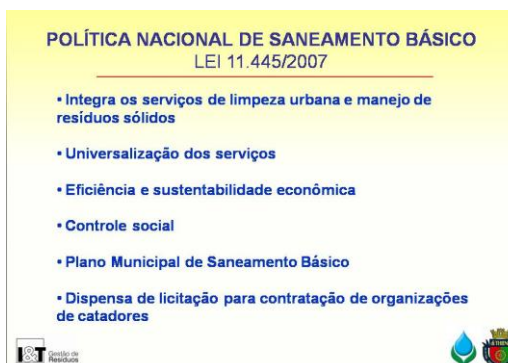 POLÍTICA NACIONAL DE SANEAMENTO BÁSICO
LEI 11.445/2007
▪ Integra os serviços de limpeza urbana e manejo de
resíduos sólidos
▪ Universalização dos serviços
▪ Eficiência e sustentabilidade econômica
▪ Controle social
▪ Plano Municipal de Saneamento Básico
▪ Dispensa de licitação para contratação de organizações
de catadores
I&T Gestão de
Resíduos